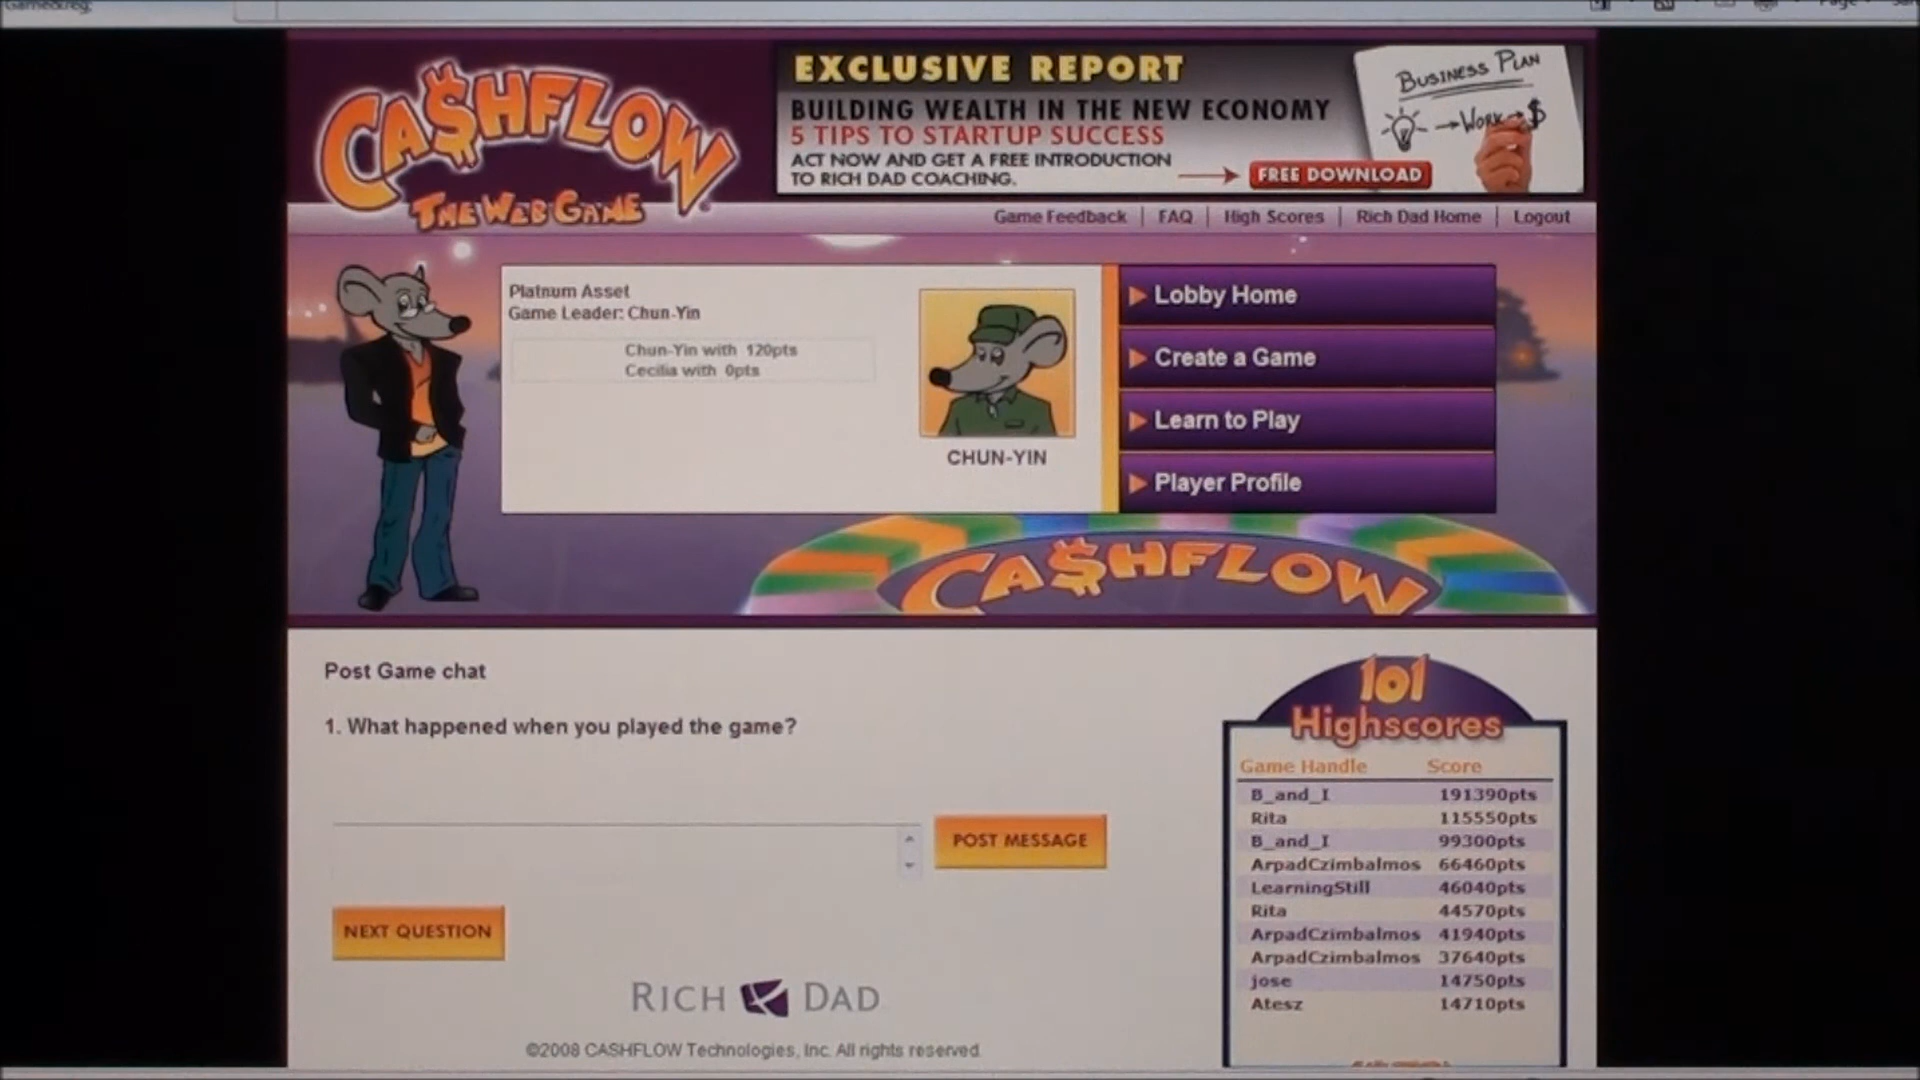 CA$HFLOW
THE WEB GAME
EXCLUSIVE REPORT
BUILDING WEALTH IN THE NEW ECONOMY
5 TIPS TO STARTUP SUCCESS
ACT NOW AND GET A FREE INTRODUCTION
TO RICH DAD COACHING.
FREE DOWNLOAD
BUSINESS PLAN
WORK $
Game Feedback | FAQ | High Scores | Rich Dad Home | Logout
Platnum Asset
Game Leader: Chun-Yin
Chun-Yin with 120pts
Cecilia with 0pts
CHUN-YIN
Lobby Home
Create a Game
Learn to Play
Player Profile
CA$HFLOW
Post Game chat
1. What happened when you played the game?
POST MESSAGE
NEXT QUESTION
RICH DAD
©2008 CASHFLOW Technologies, Inc. All rights reserved.
101
Highscores
Game Handle Score
B_and_I 191390pts
Rita 115550pts
B_and_I 99300pts
ArpadCzimbalmos 66460pts
LearningStill 46040pts
Rita 44570pts
ArpadCzimbalmos 41940pts
ArpadCzimbalmos 37640pts
jose 14750pts
Atesz 14710pts